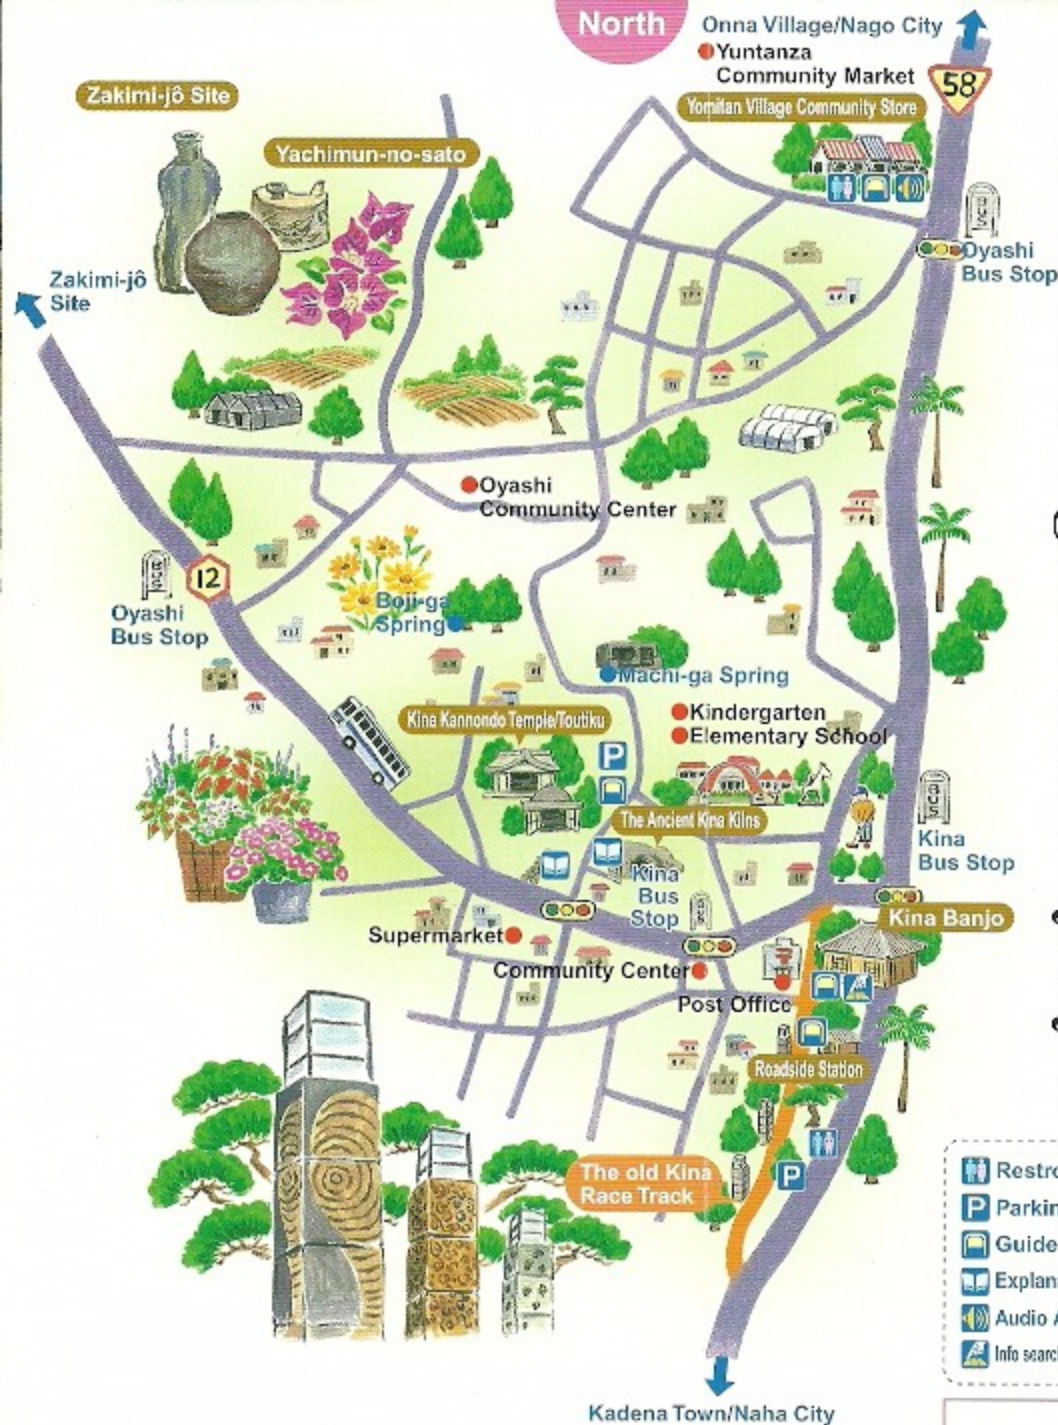 North
Onna Village/Nago City
Yuntanza
Community Market
58
Zakimi-jô Site
Yomitan Village Community Store
Yachimun-no-sato
BUS
Oyashi
Bus Stop
Zakimi-jô
Site
Oyashi
Community Center
12
BUS
Oyashi
Bus Stop
Boji-ga
Spring
Machi-ga Spring
Kina Kannondo Temple/Toutiku
Kindergarten
Elementary School
P
The Ancient Kina Kilns
BUS
Kina
Bus Stop
Kina
Bus
Stop
Kina Banjo
Supermarket
Community Center
Post Office
Roadside Station
The old Kina
Race Track
P
Restro
P Parkin
Guide
Explan
Audio A
Info searc
Kadena Town/Naha City